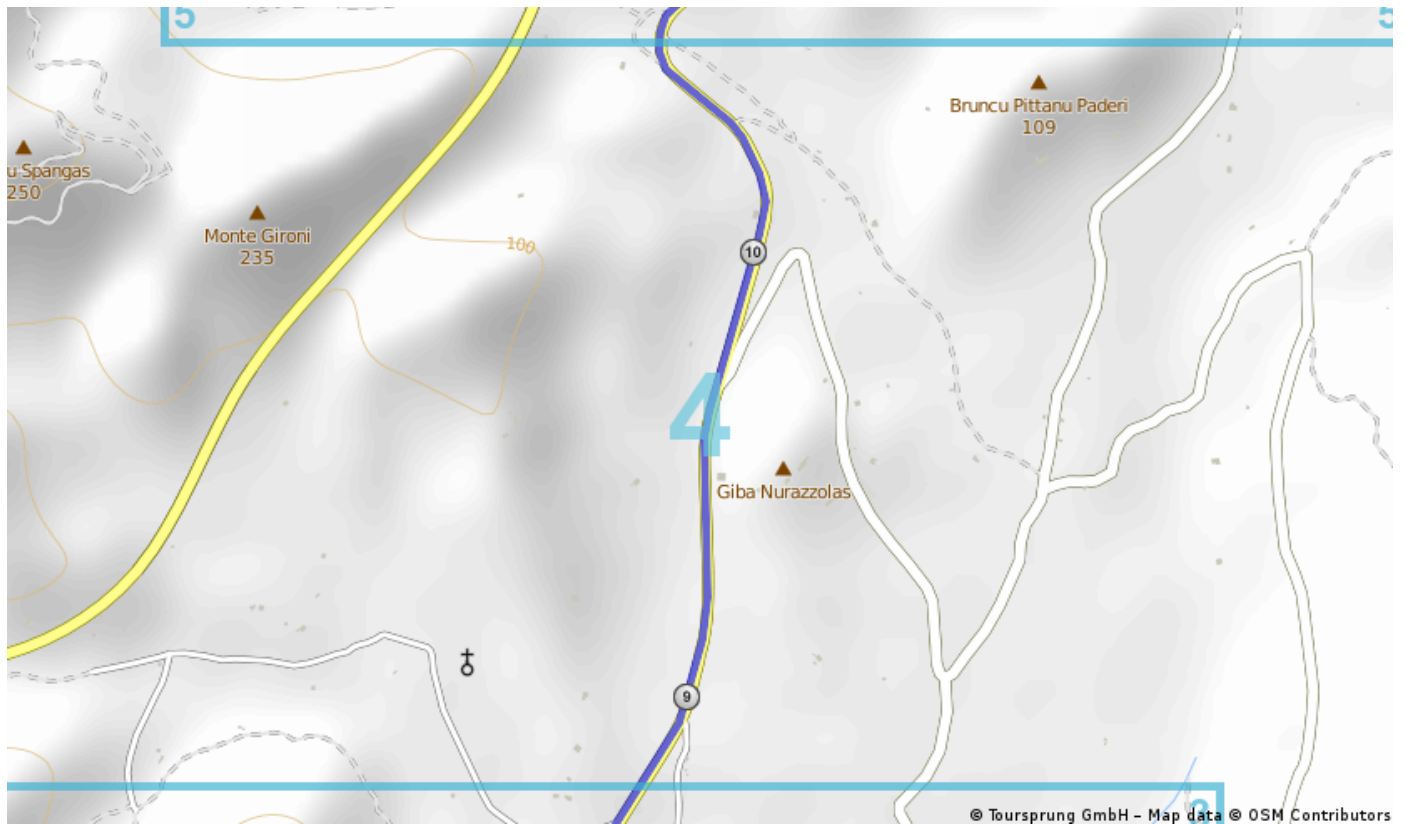 5
5
Bruncu Pittanu Paderi
109
u Spangas
250
Monte Gironi
235
100
10
4
Giba Nurazzolas
9
3
© Toursprung GmbH – Map data © OSM Contributors